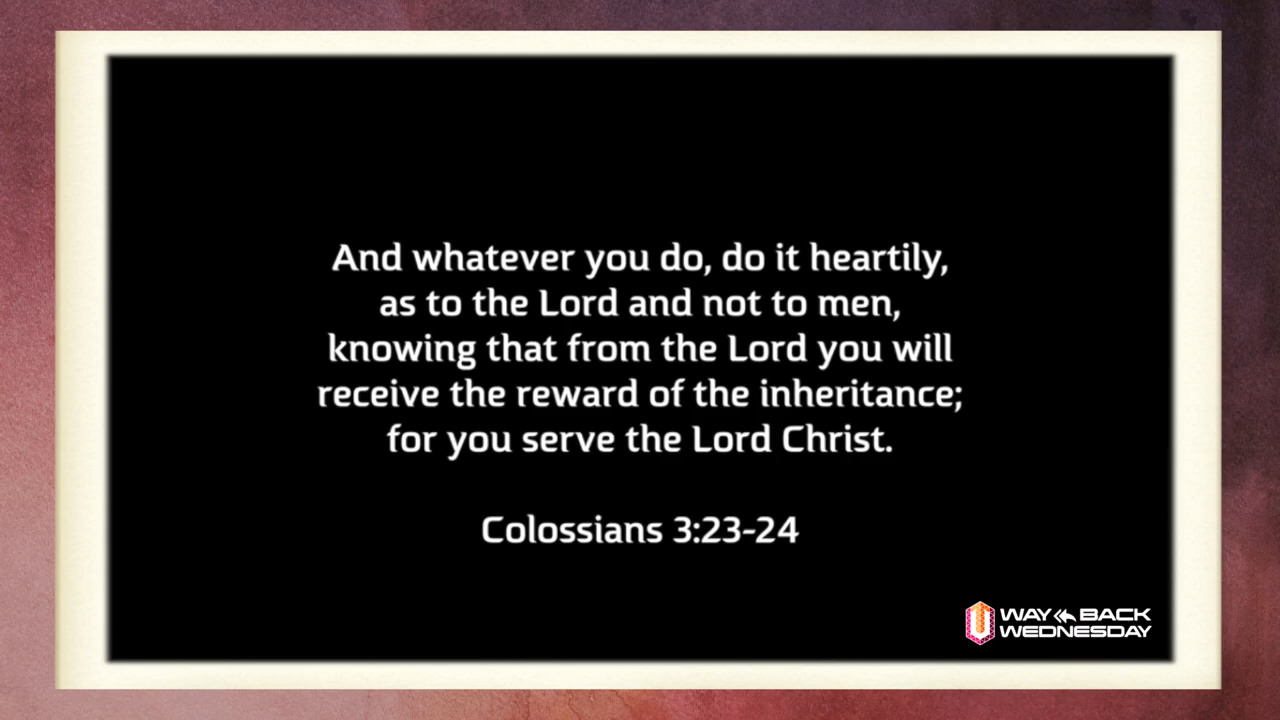 And whatever you do, do it heartily,
as to the Lord and not to men,
knowing that from the Lord you will
receive the reward of the inheritance;
for you serve the Lord Christ.
Colossians 3:23-24
WAY BACK
WEDNESDAY